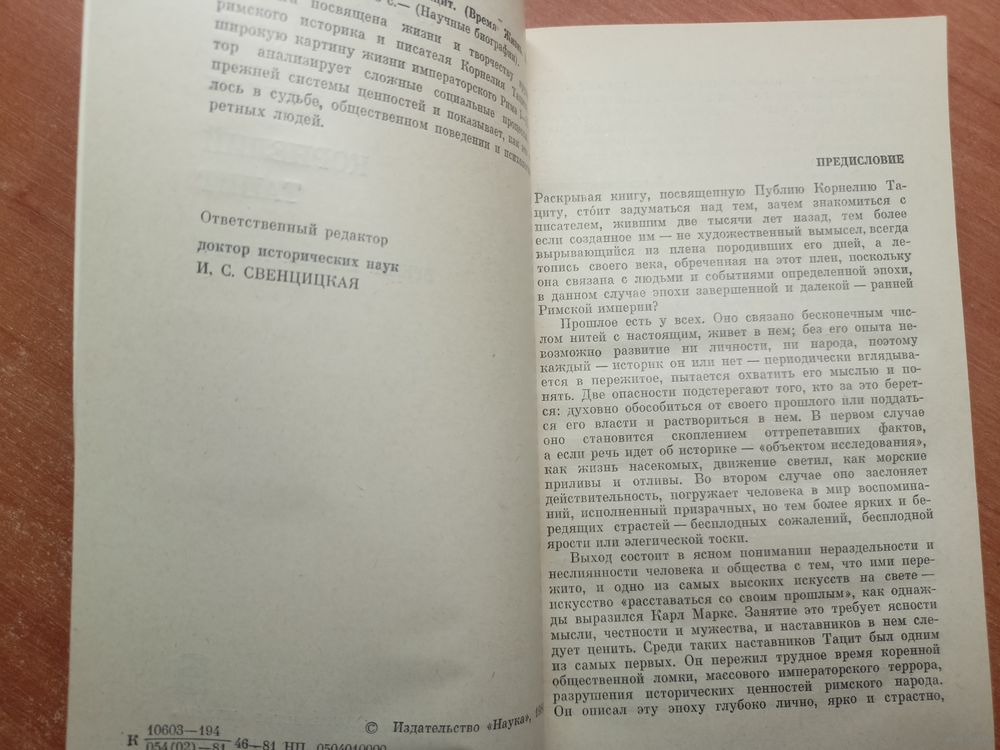 цит. (Время. Жизнь.
с.— (Научные биографии).
посвящена жизни и творчеству
римского историка и писателя Корнелия
широкую картину жизни императорского Рима
тор анализирует сложные социальные
прежней системы ценностей и показывает, как
лось в судьбе, общественном поведении и
ретных людей.
Ответственный редактор
доктор исторических наук
И. С. СВЕНЦИЦКАЯ
К 10603—194
054(02)—81 46—81 НП. 0504010000
© Издательство «Наука»,
ПРЕДИСЛОВИЕ
Раскрывая книгу, посвященную Публию Корнелию Та-
циту, стóит задуматься над тем, зачем знакомиться с
писателем, жившим две тысячи лет назад, тем более
если созданное им — не художественный вымысел, всегда
вырывающийся из плена породивших его дней, а ле-
топись своего века, обреченная на этот плен, поскольку
она связана с людьми и событиями определенной эпохи,
в данном случае эпохи завершенной и далекой — ранней
Римской империи?
Прошлое есть у всех. Оно связано бесконечным чис-
лом нитей с настоящим, живет в нем; без его опыта не-
возможно развитие ни личности, ни народа, поэтому
каждый — историк он или нет — периодически вглядыва-
ется в пережитое, пытается охватить его мыслью и по-
нять. Две опасности подстерегают того, кто за это берет-
ся: духовно обособиться от своего прошлого или поддать-
ся его власти и раствориться в нем. В первом случае
оно становится скоплением оттрепетавших фактов,
а если речь идет об историке — «объектом исследования»,
как жизнь насекомых, движение светил, как морские
приливы и отливы. Во втором случае оно заслоняет
действительность, погружает человека в мир воспомина-
ний, исполненный призрачных, но тем более ярких и бе-
редящих страстей — бесплодных сожалений, бесплодной
ярости или элегической тоски.
Выход состоит в ясном понимании нераздельности и
неслиянности человека и общества с тем, что ими пере-
жито, и одно из самых высоких искусств на свете —
искусство «расставаться со своим прошлым», как однаж-
ды выразился Карл Маркс. Занятие это требует ясности
мысли, честности и мужества, и наставников в нем сле-
дует ценить. Среди таких наставников Тацит был одним
из самых первых. Он пережил трудное время коренной
общественной ломки, массового императорского террора,
разрушения исторических ценностей римского народа.
Он описал эту эпоху глубоко лично, ярко и страстно,